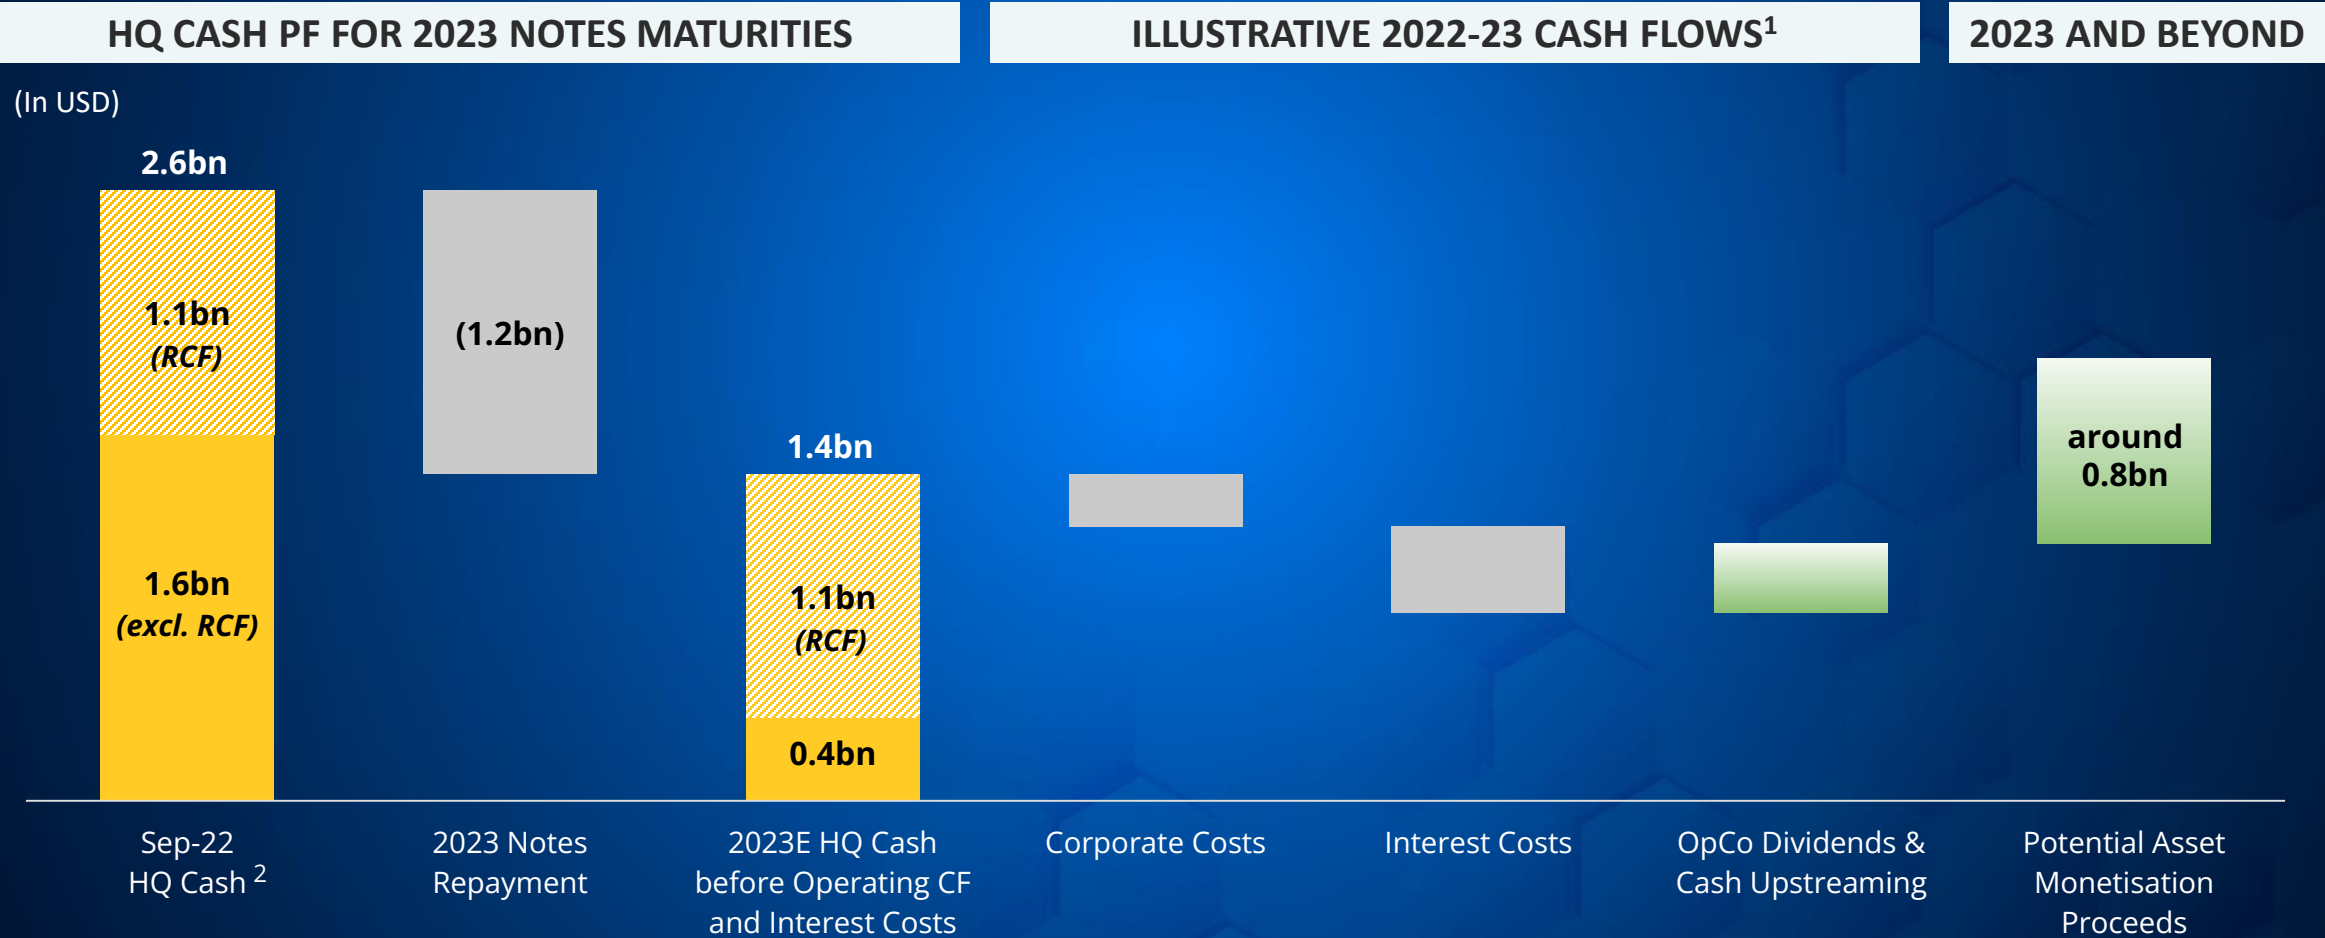 HQ CASH PF FOR 2023 NOTES MATURITIES
ILLUSTRATIVE 2022-23 CASH FLOWS¹
2023 AND BEYOND
(In USD)
2.6bn
1.1bn
(RCF)
1.6bn
(excl. RCF)
(1.2bn)
1.4bn
1.1bn
(RCF)
0.4bn
around
0.8bn
Sep-22
HQ Cash ²
2023 Notes
Repayment
2023E HQ Cash
before Operating CF
and Interest Costs
Corporate Costs
Interest Costs
OpCo Dividends &
Cash Upstreaming
Potential Asset
Monetisation
Proceeds